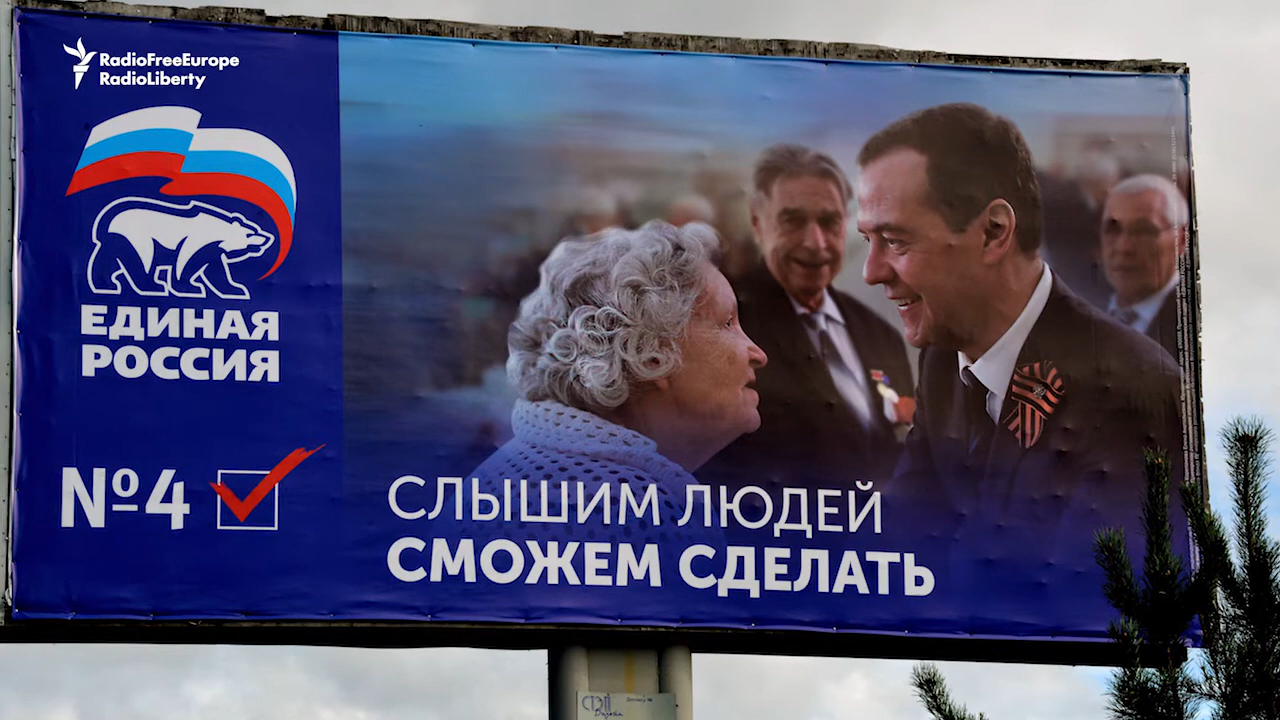 RadioFreeEurope
RadioLiberty
ЕДИНАЯ
РОССИЯ
№4
СЛЫШИМ ЛЮДЕЙ
СМОЖЕМ СДЕЛАТЬ